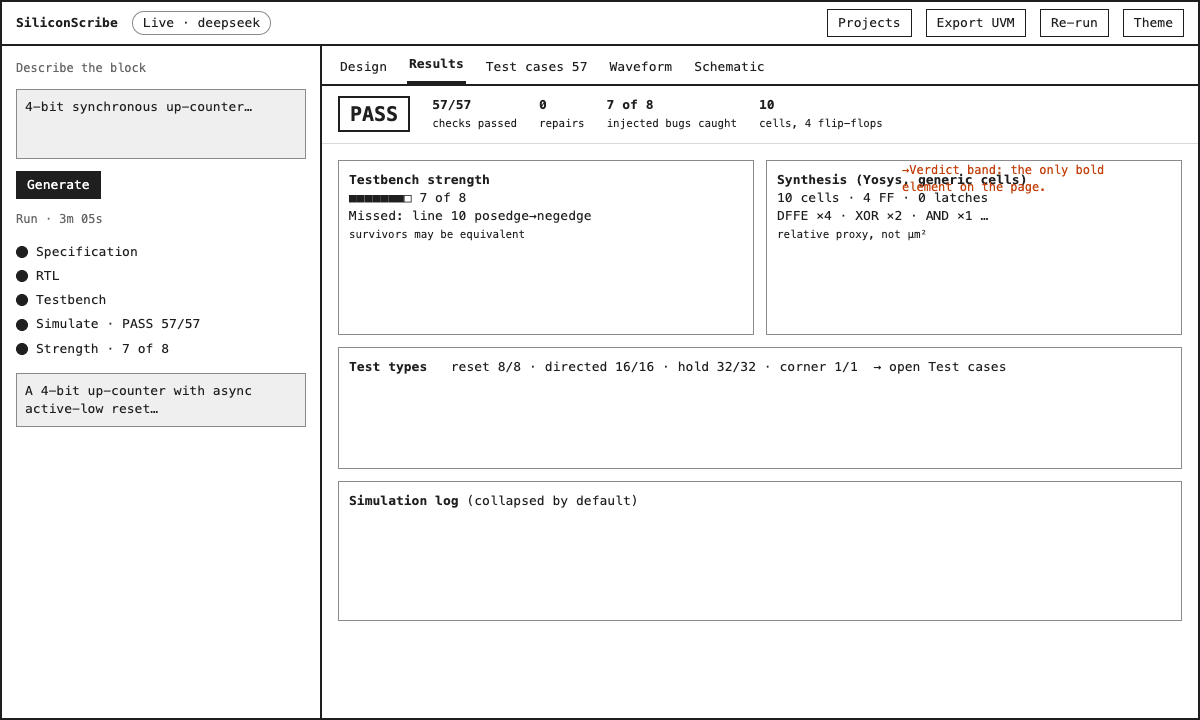 SiliconScribe
Live · deepseek
Projects
Export UVM
Re–run
Theme
Describe the block
4–bit synchronous up–counter…
Generate
Run · 3m 05s
Specification
RTL
Testbench
Simulate · PASS 57/57
Strength · 7 of 8
A 4–bit up–counter with async
active–low reset…
Design
Results
Test cases 57
Waveform
Schematic
PASS
57/57
checks passed
0
repairs
7 of 8
injected bugs caught
10
cells, 4 flip–flops
Testbench strength
■■■■■■■□ 7 of 8
Missed: line 10 posedge→negedge
survivors may be equivalent
→Verdict band: the only bold
element on the page.
Synthesis (Yosys, generic cells)
10 cells · 4 FF · 0 latches
DFFE ×4 · XOR ×2 · AND ×1 …
relative proxy, not µm²
Test types reset 8/8 · directed 16/16 · hold 32/32 · corner 1/1 → open Test cases
Simulation log (collapsed by default)